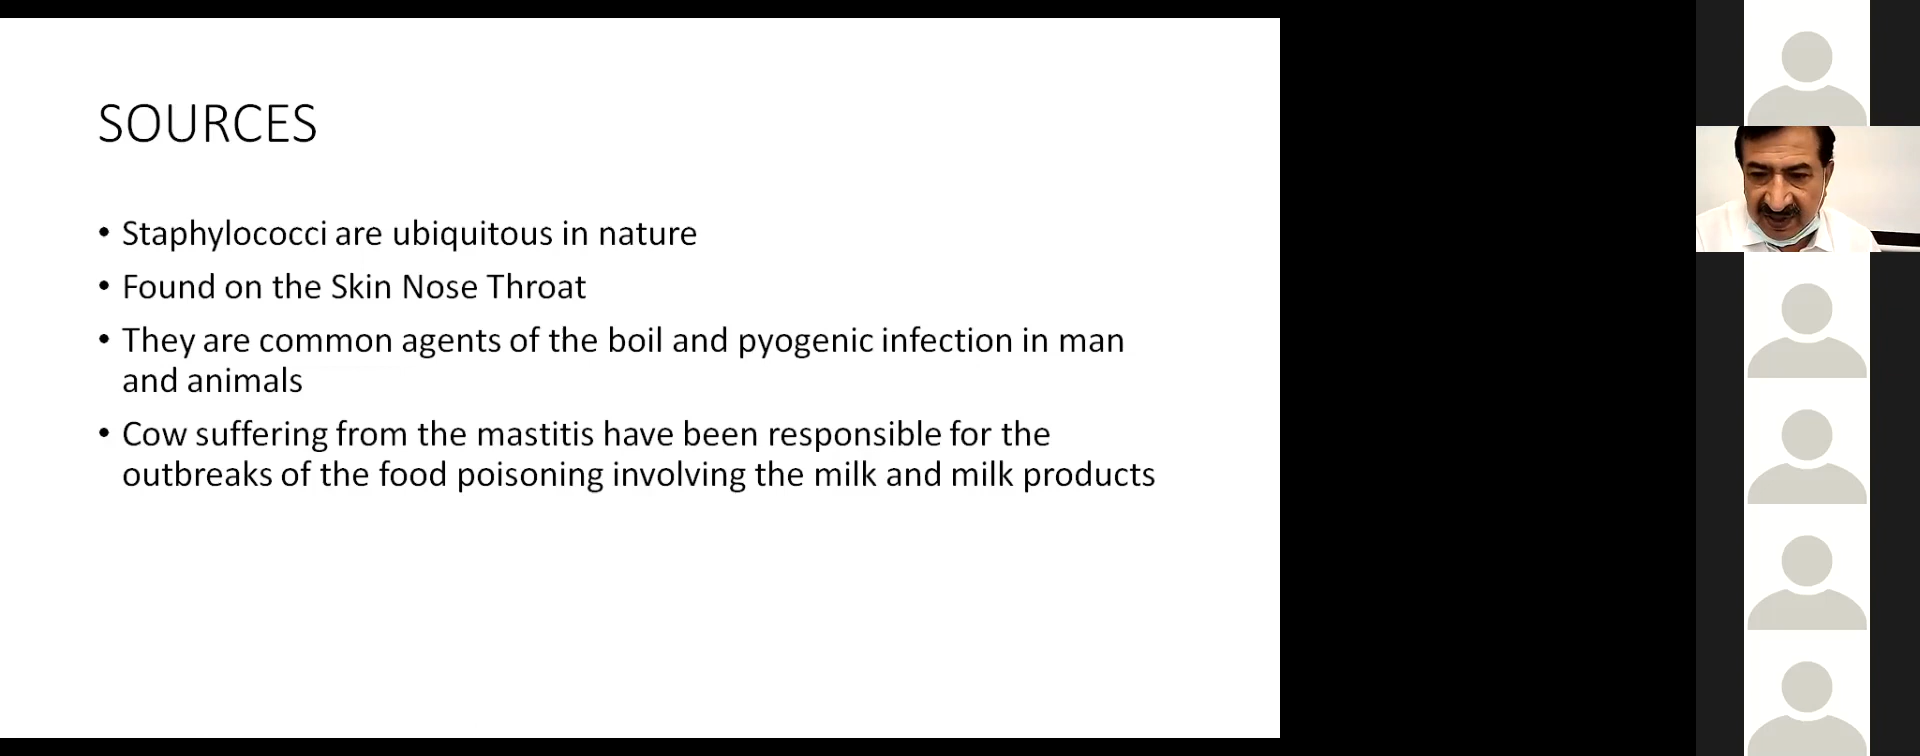 SOURCES
• Staphylococci are ubiquitous in nature
• Found on the Skin Nose Throat
• They are common agents of the boil and pyogenic infection in man
and animals
• Cow suffering from the mastitis have been responsible for the
outbreaks of the food poisoning involving the milk and milk products